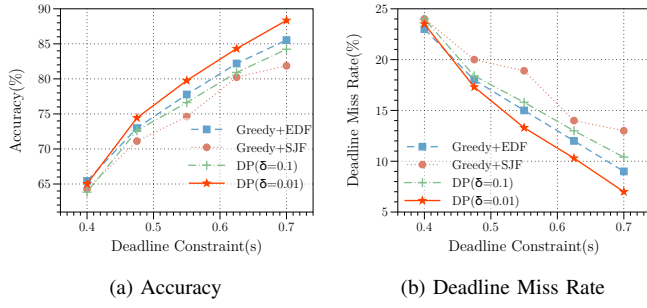 90
85
80
75
70
65
Accuracy(%)
Greedy+EDF
Greedy+SJF
DP(δ=0.1)
DP(δ=0.01)
0.4 0.5 0.6 0.7
Deadline Constraint(s)
(a) Accuracy
25
20
15
10
5
Deadline Miss Rate(%)
Greedy+EDF
Greedy+SJF
DP(δ=0.1)
DP(δ=0.01)
0.4 0.5 0.6 0.7
Deadline Constraint(s)
(b) Deadline Miss Rate